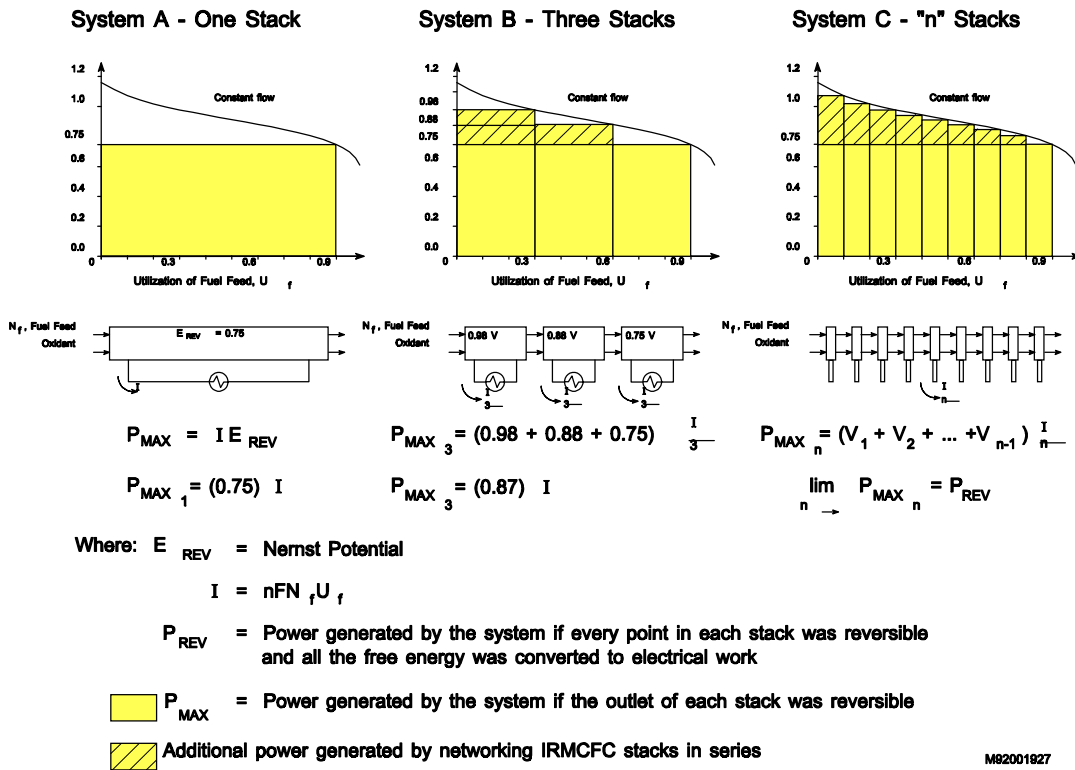 System A - One Stack
1.2
1.0
0.75
0.6
0.4
0.2
0.0
Constant flow
0
0.3
0.6
0.9
Utilization of Fuel Feed, U f
System B - Three Stacks
1.2
0.98
0.88
0.75
0.6
0.4
0.2
0.0
Constant flow
0
0.3
0.6
0.9
Utilization of Fuel Feed, U f
System C - "n" Stacks
1.2
1.0
0.75
0.6
0.4
0.2
0.0
Constant flow
0
0.3
0.6
0.9
Utilization of Fuel Feed, U f
N f , Fuel Feed
Oxidant
E REV = 0.75
I
N f , Fuel Feed
Oxidant
0.98 V
0.88 V
0.75 V
I
3
I
3
I
3
N f , Fuel Feed
Oxidant
I
n
P MAX = I E REV
P MAX 3 = (0.98 + 0.88 + 0.75) I 3
P MAX n = (V 1 + V 2 + ... +V n-1 ) I n
P MAX 1 = (0.75) I
P MAX 3 = (0.87) I
lim n → P MAX n = P REV
Where: E REV = Nernst Potential
I = nFN f U f
P REV = Power generated by the system if every point in each stack was reversible
and all the free energy was converted to electrical work
P MAX = Power generated by the system if the outlet of each stack was reversible
Additional power generated by networking IRMCFC stacks in series
M92001927